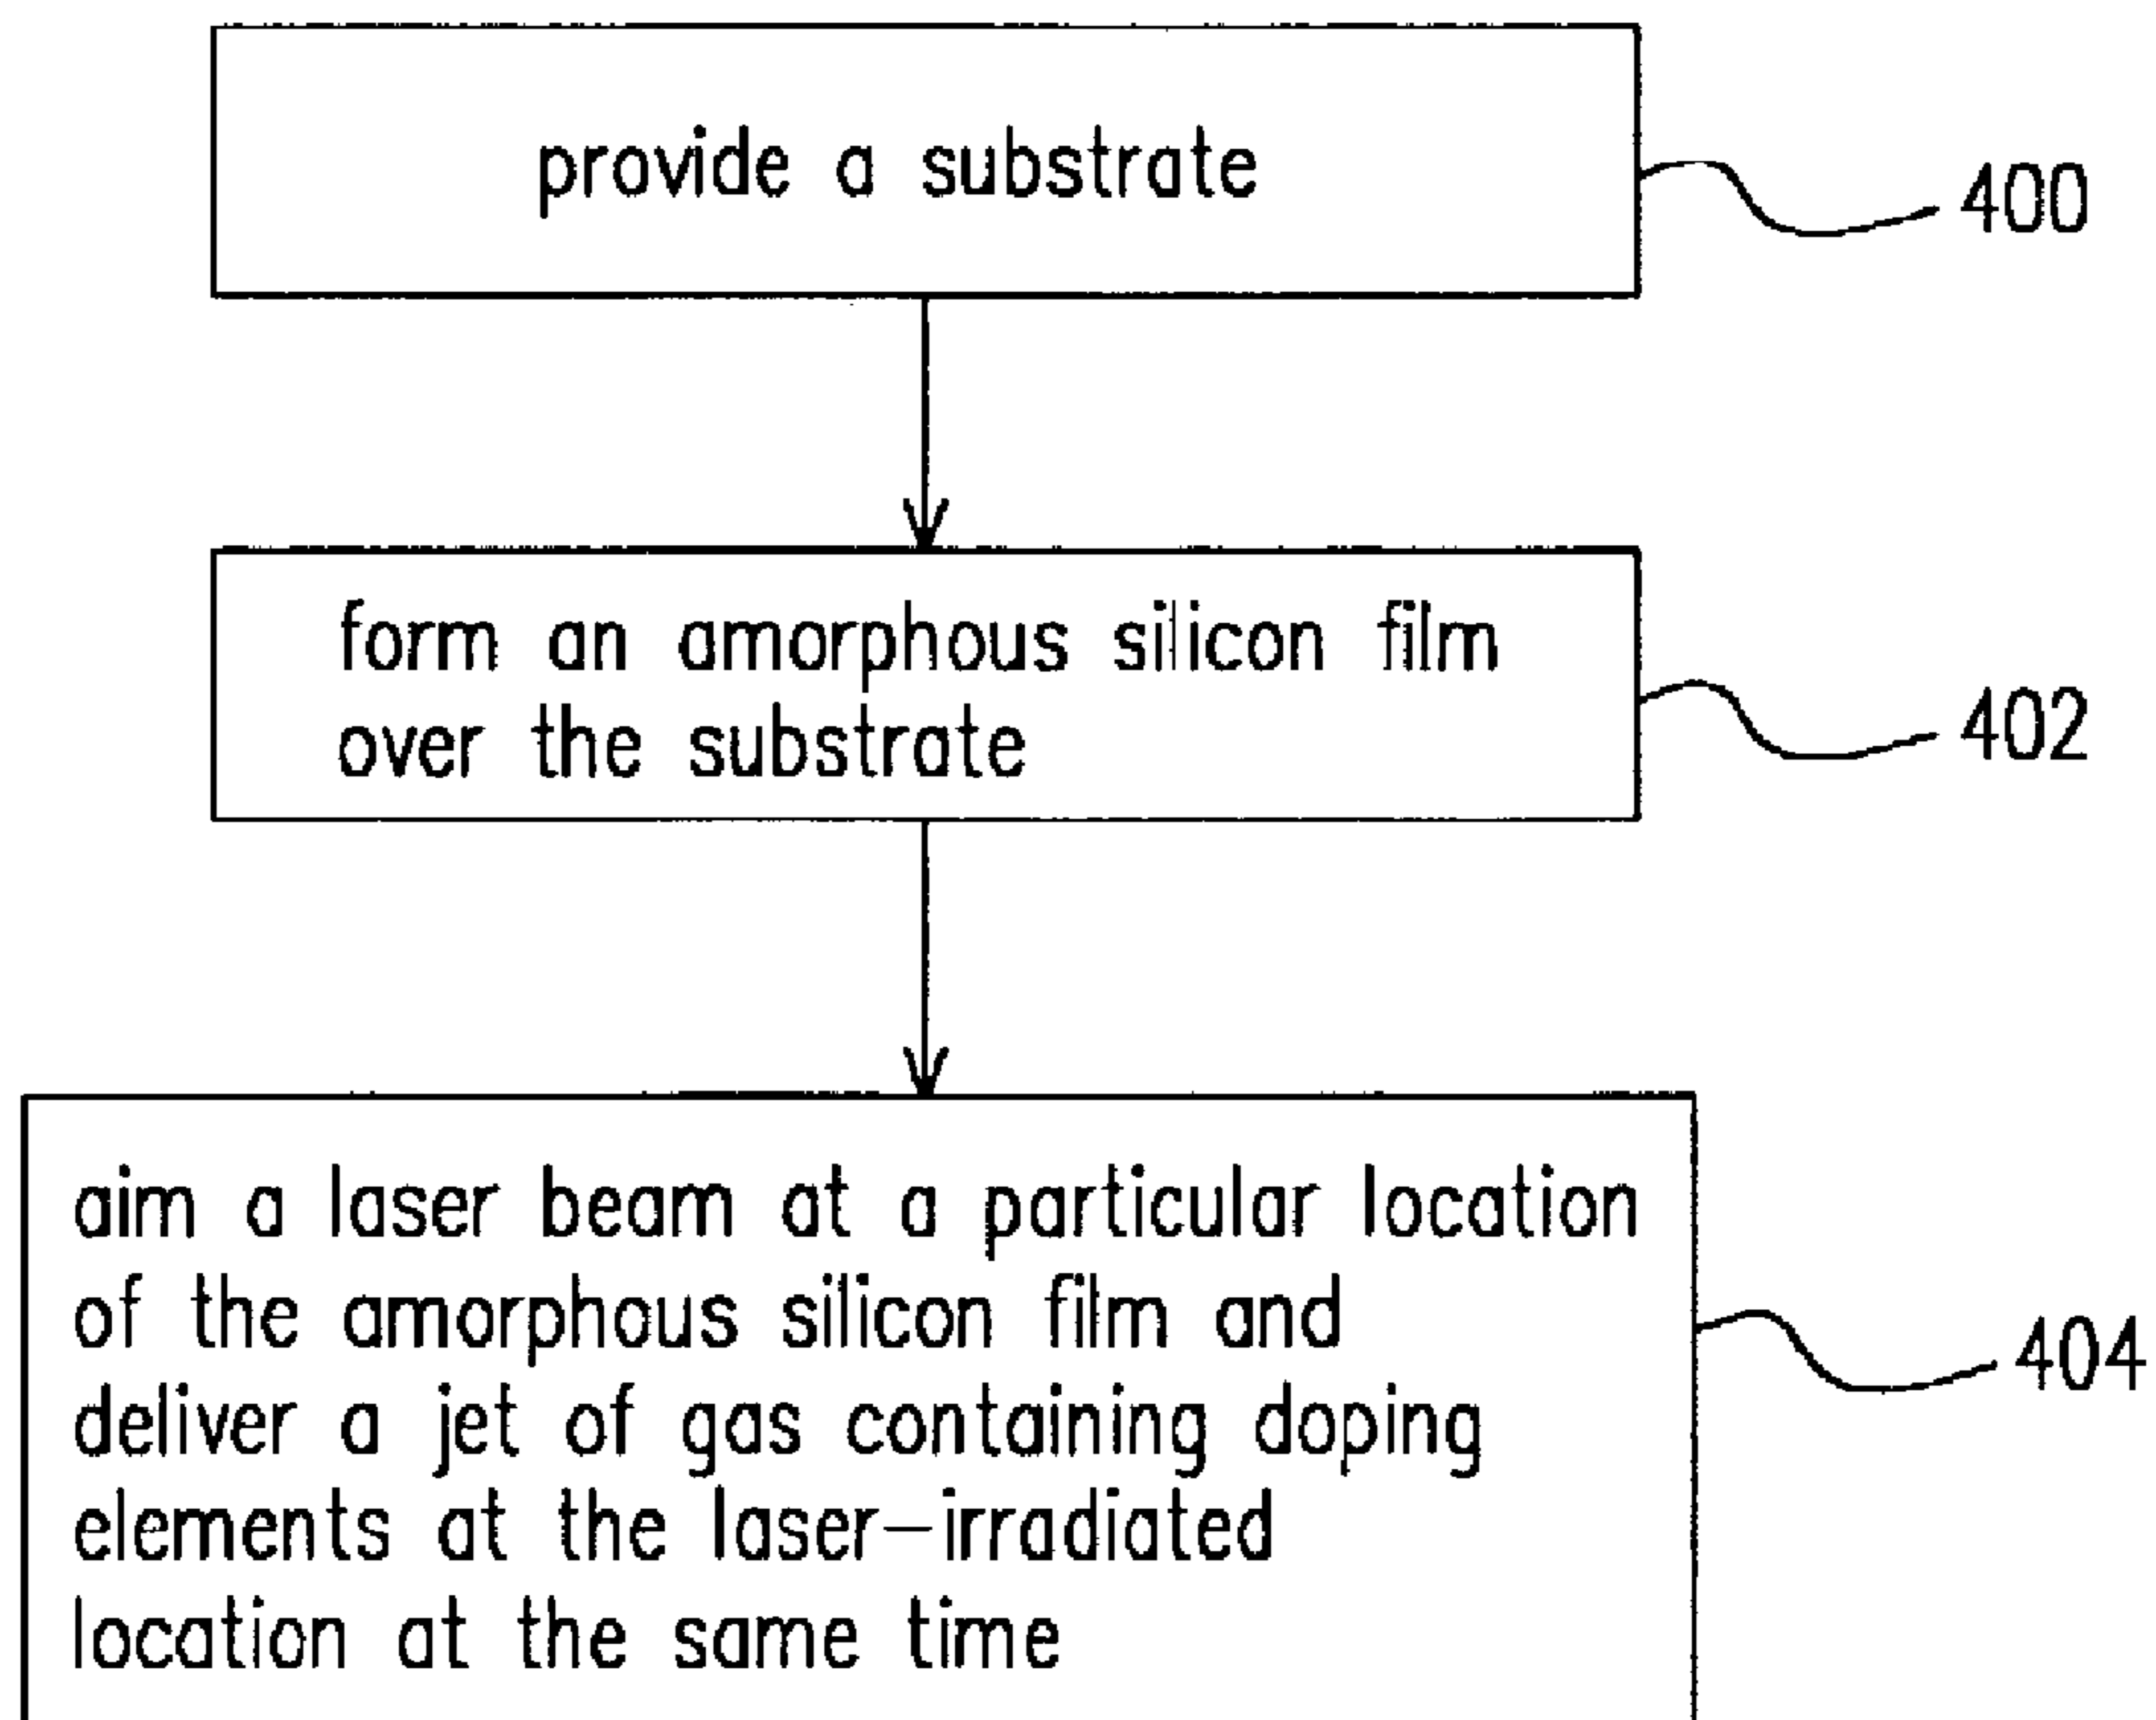 provide a substrate
400
form an amorphous silicon film
over the substrate
402
aim a laser beam at a particular location
of the amorphous silicon film and
deliver a jet of gas containing doping
elements at the laser-irradiated
location at the same time
404